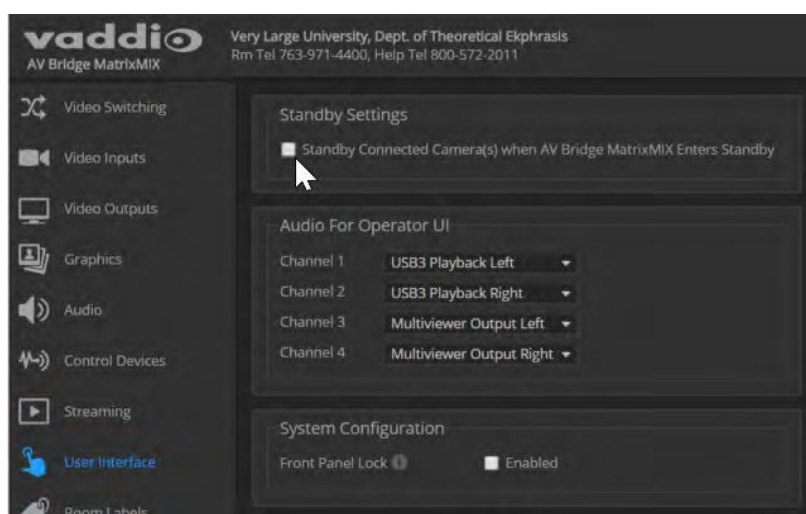 vaddio
AV Bridge MatrixMIX
Very Large University, Dept. of Theoretical Ekphrasis
Rm Tel 763-971-4400, Help Tel 800-572-2011
Video Switching
Video Inputs
Video Outputs
Graphics
Audio
Control Devices
Streaming
User Interface
Room Labels
Standby Settings
Standby Connected Camera(s) when AV Bridge MatrixMIX Enters Standby
Audio For Operator UI
Channel 1 USB3 Playback Left
Channel 2 USB3 Playback Right
Channel 3 Multiviewer Output Left
Channel 4 Multiviewer Output Right
System Configuration
Front Panel Lock Enabled